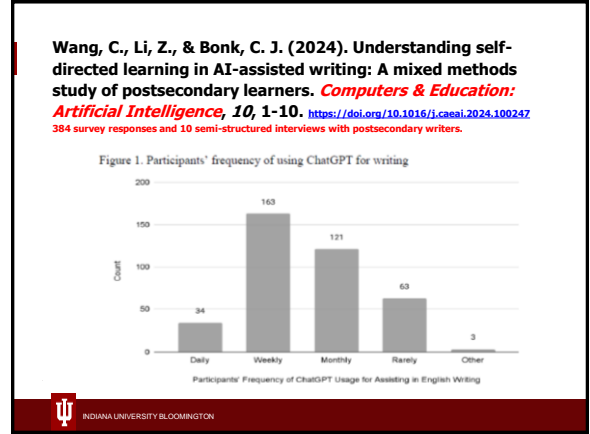 Wang, C., Li, Z., & Bonk, C. J. (2024). Understanding self-
directed learning in AI-assisted writing: A mixed methods
study of postsecondary learners. Computers & Education:
Artificial Intelligence, 10, 1-10. https://doi.org/10.1016/j.caeai.2024.100247
384 survey responses and 10 semi-structured interviews with postsecondary writers.
Figure 1. Participants' frequency of using ChatGPT for writing
200
163
150
121
100
Count
63
50
34
3
0
Daily Weekly Monthly Rarely Other
Participants' Frequency of ChatGPT Usage for Assisting in English Writing
INDIANA UNIVERSITY BLOOMINGTON